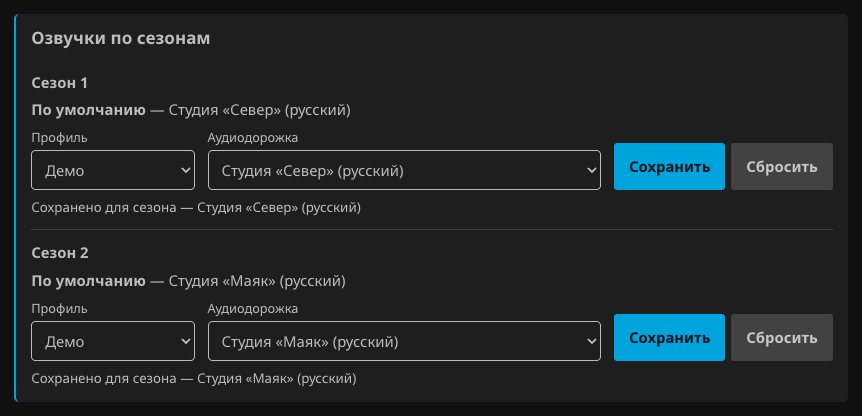 Озвучки по сезонам
Сезон 1
По умолчанию — Студия «Север» (русский)
Профиль Аудиодорожка
Демо Студия «Север» (русский) Сохранить Сбросить
Сохранено для сезона — Студия «Север» (русский)
Сезон 2
По умолчанию — Студия «Маяк» (русский)
Профиль Аудиодорожка
Демо Студия «Маяк» (русский) Сохранить Сбросить
Сохранено для сезона — Студия «Маяк» (русский)